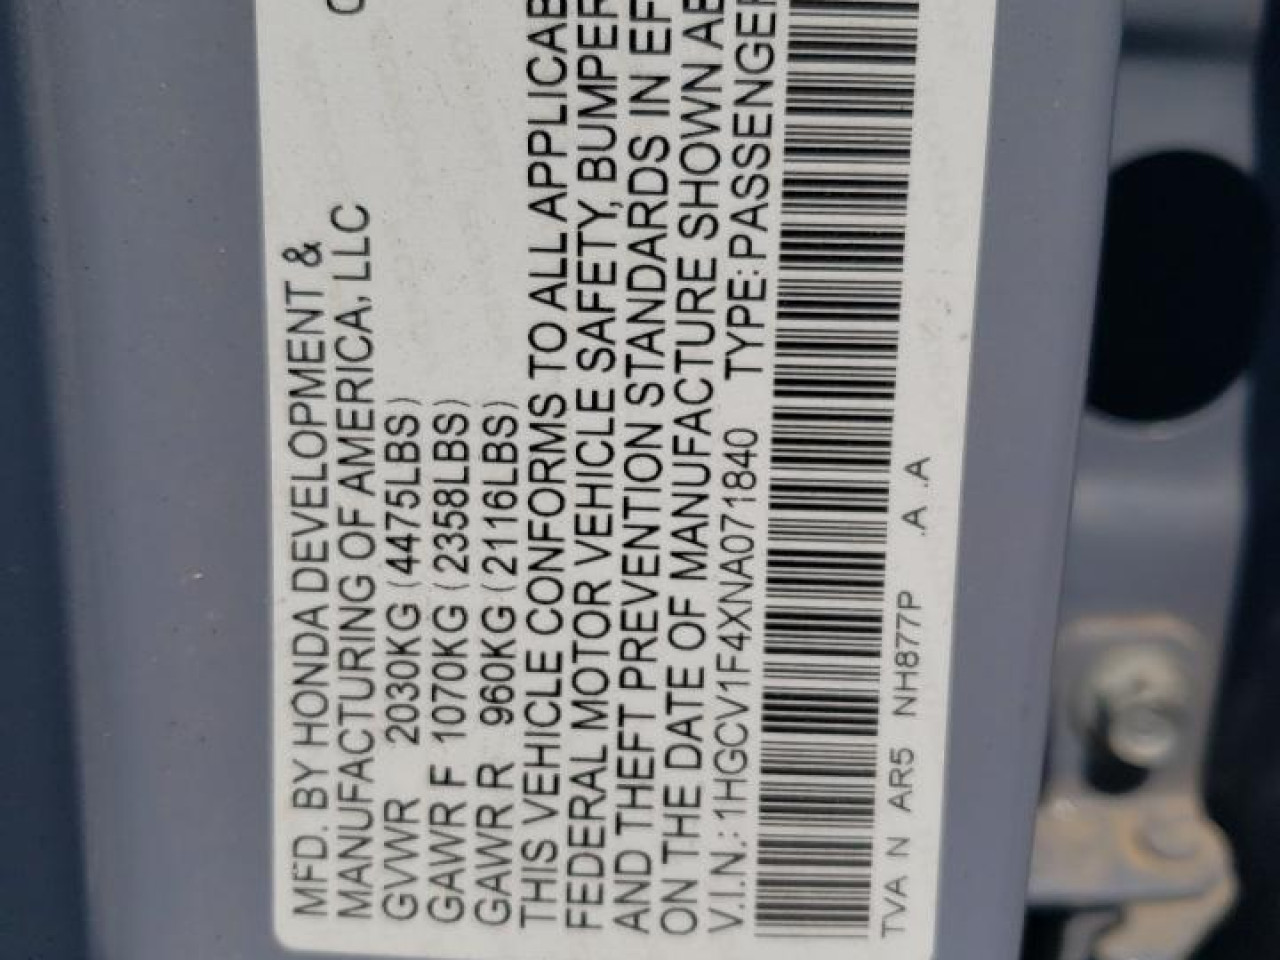 MFD. BY HONDA DEVELOPMENT &
MANUFACTURING OF AMERICA, LLC
GVWR 2030KG (4475LBS)
GAWR F 1070KG (2358LBS)
GAWR R 960KG (2116LBS)
THIS VEHICLE CONFORMS TO ALL APPLICAB
FEDERAL MOTOR VEHICLE SAFETY, BUMPER
AND THEFT PREVENTION STANDARDS IN EF
ON THE DATE OF MANUFACTURE SHOWN AB
V.I.N.: 1HGCV1F4XNA071840 TYPE: PASSENGER
TVA N AR5 NH877P .A .A